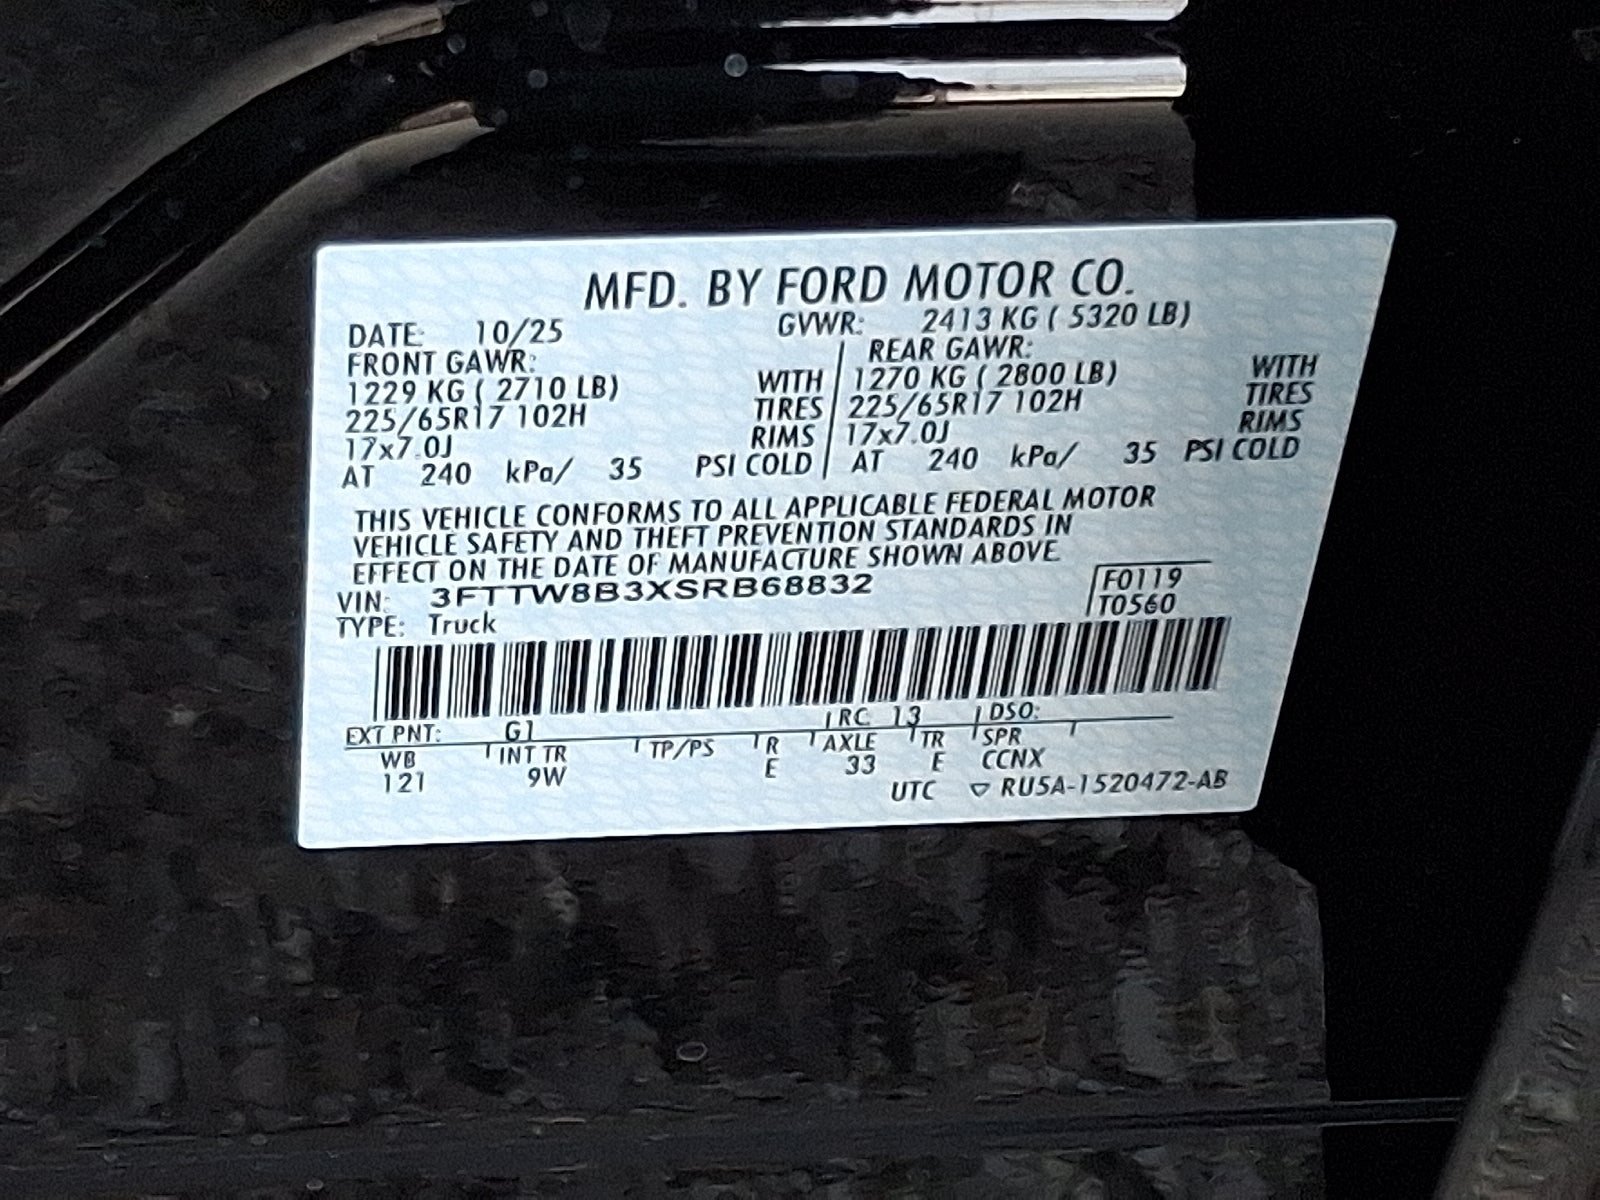 MFD. BY FORD MOTOR CO.
DATE: 10/25 GVWR: 2413 KG ( 5320 LB)
FRONT GAWR: REAR GAWR:
1229 KG ( 2710 LB) WITH 1270 KG ( 2800 LB) WITH
225/65R17 102H TIRES 225/65R17 102H TIRES
17x7.0J RIMS 17x7.0J RIMS
AT 240 kPa/ 35 PSI COLD AT 240 kPa/ 35 PSI COLD
THIS VEHICLE CONFORMS TO ALL APPLICABLE FEDERAL MOTOR
VEHICLE SAFETY AND THEFT PREVENTION STANDARDS IN
EFFECT ON THE DATE OF MANUFACTURE SHOWN ABOVE.
VIN: 3FTTW8B3XSRB68832 F0119
TYPE: Truck T0560
EXT PNT: G1 RC 13 DSO:
WB INT TR TP/PS R AXLE TR SPR
121 9W E 33 E CCNX
UTC ▽ RU5A-1520472-AB